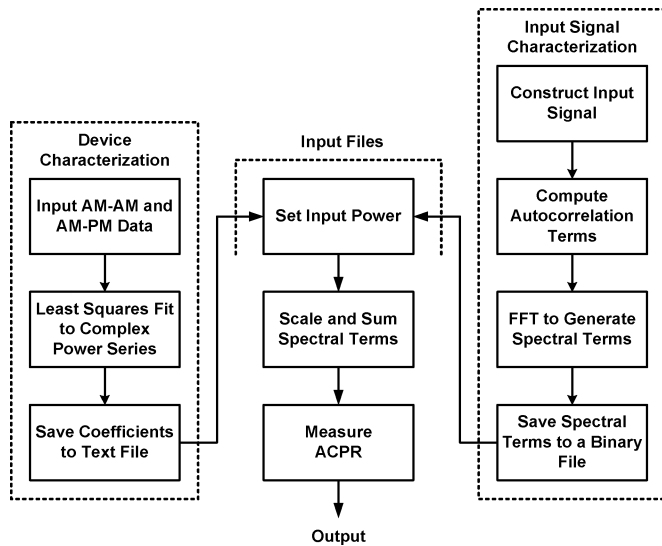 Device
Characterization
Input AM-AM and
AM-PM Data
Least Squares Fit
to Complex
Power Series
Save Coefficients
to Text File
Input Files
Set Input Power
Scale and Sum
Spectral Terms
Measure
ACPR
Output
Input Signal
Characterization
Construct Input
Signal
Compute
Autocorrelation
Terms
FFT to Generate
Spectral Terms
Save Spectral
Terms to a Binary
File